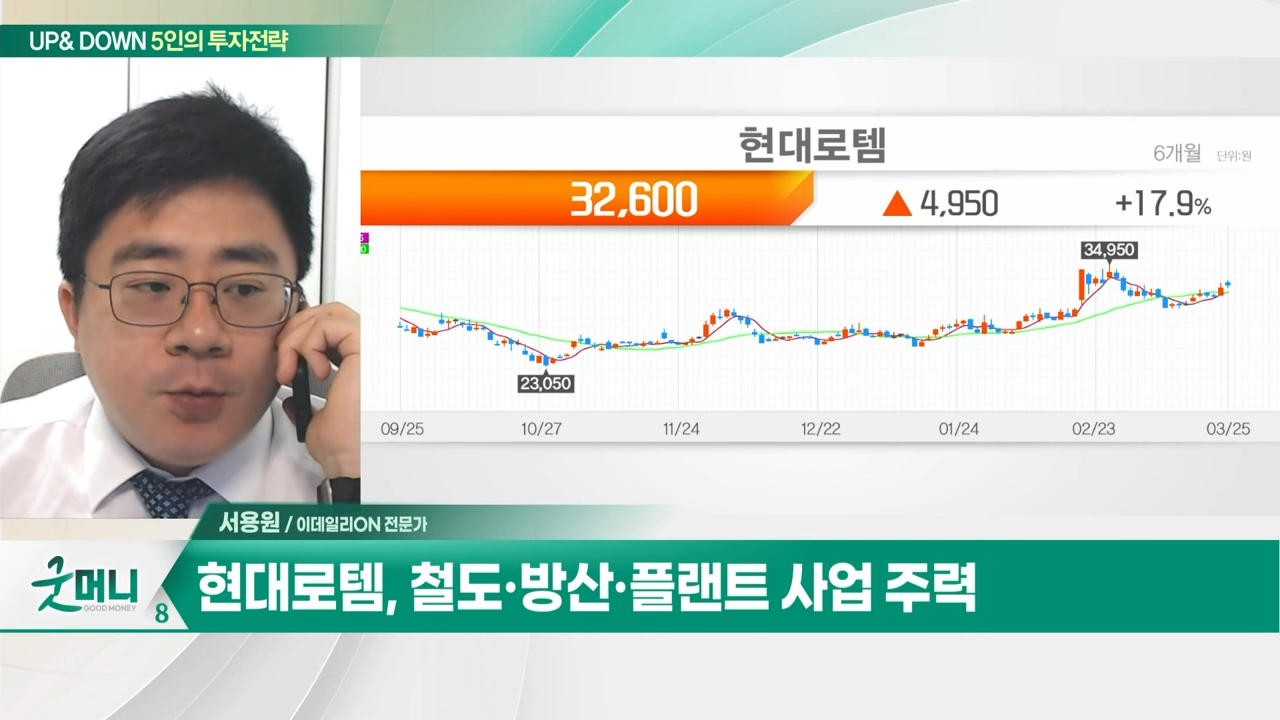 UP& DOWN 5인의 투자전략
현대로템
6개월 단위:원
32,600 ▲ 4,950 +17.9%
34,950
23,050
09/25 10/27 11/24 12/22 01/24 02/23 03/25
서용원 / 이데일리ON 전문가
굿머니
GOOD MONEY
8
현대로템, 철도·방산·플랜트 사업 주력